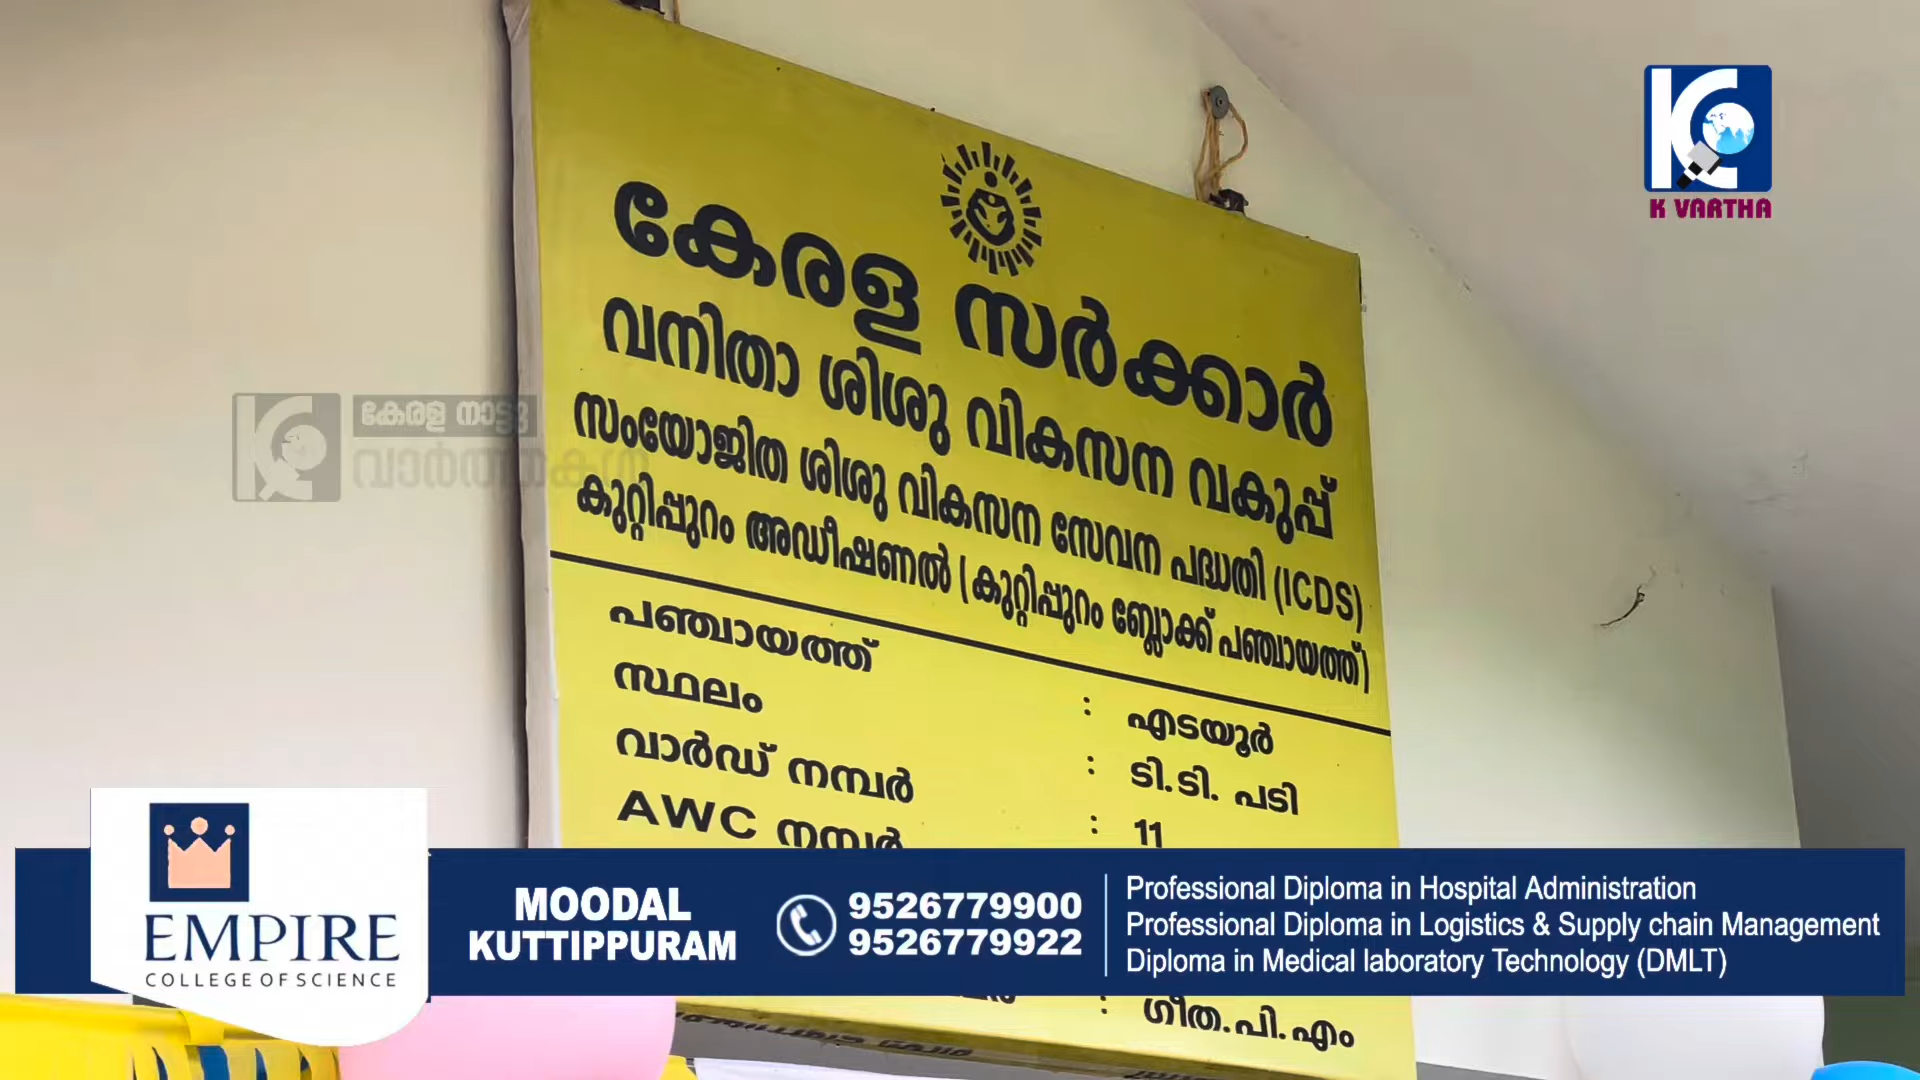 K VARTHA
കേരള സർക്കാർ
വനിതാ ശിശു വികസന വകുപ്പ്
സംയോജിത ശിശു വികസന സേവന പദ്ധതി (ICDS)
കുറ്റിപ്പുറം അഡീഷണൽ (കുറ്റിപ്പുറം ബ്ലോക്ക് പഞ്ചായത്ത്)
കേരള നാട്ടു
പഞ്ചായത്ത് : എടയൂർ
സ്ഥലം : ടി.ടി. പടി
വാർഡ് നമ്പർ : 11
AWC നമ്പർ
: ഗീത.പി.എം
EMPIRE
COLLEGE OF SCIENCE
MOODAL
KUTTIPPURAM
9526779900
9526779922
Professional Diploma in Hospital Administration
Professional Diploma in Logistics & Supply chain Management
Diploma in Medical laboratory Technology (DMLT)